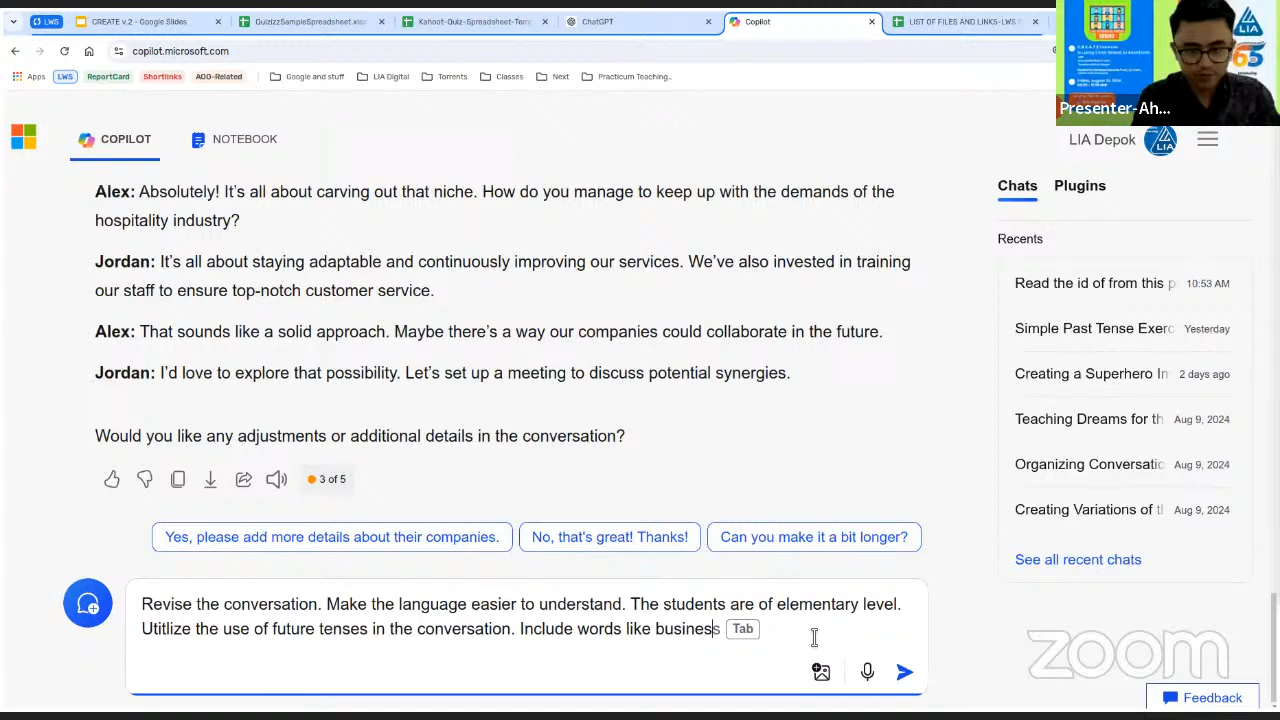 LWS
CREATE v.2 - Google Slides
QuizizzSampleSpreadsheet.xlsx
Kahoot-Quiz-Spreadsheet-Temp
ChatGPT
Copilot
LIST OF FILES AND LINKS-LWS D
copilot.microsoft.com
Apps
LWS
ReportCard
Shortlinks
AOO-Related
Google and stuff
LIADigiteam
Torrents
Classes
Next
Practicum Teaching...
LIA
65
Presenter-Ah...
COPILOT
NOTEBOOK
LIA Depok
LIA
Alex: Absolutely! It's all about carving out that niche. How do you manage to keep up with the demands of the
hospitality industry?
Jordan: It's all about staying adaptable and continuously improving our services. We've also invested in training
our staff to ensure top-notch customer service.
Alex: That sounds like a solid approach. Maybe there's a way our companies could collaborate in the future.
Jordan: I'd love to explore that possibility. Let's set up a meeting to discuss potential synergies.
Would you like any adjustments or additional details in the conversation?
3 of 5
Yes, please add more details about their companies.
No, that's great! Thanks!
Can you make it a bit longer?
Revise the conversation. Make the language easier to understand. The students are of elementary level.
Utitlize the use of future tenses in the conversation. Include words like business Tab
Chats
Plugins
Recents
Read the id of from this p 10:53 AM
Simple Past Tense Exerc Yesterday
Creating a Superhero In 2 days ago
Teaching Dreams for th Aug 9, 2024
Organizing Conversatio Aug 9, 2024
Creating Variations of tl Aug 9, 2024
See all recent chats
zoom
Feedback